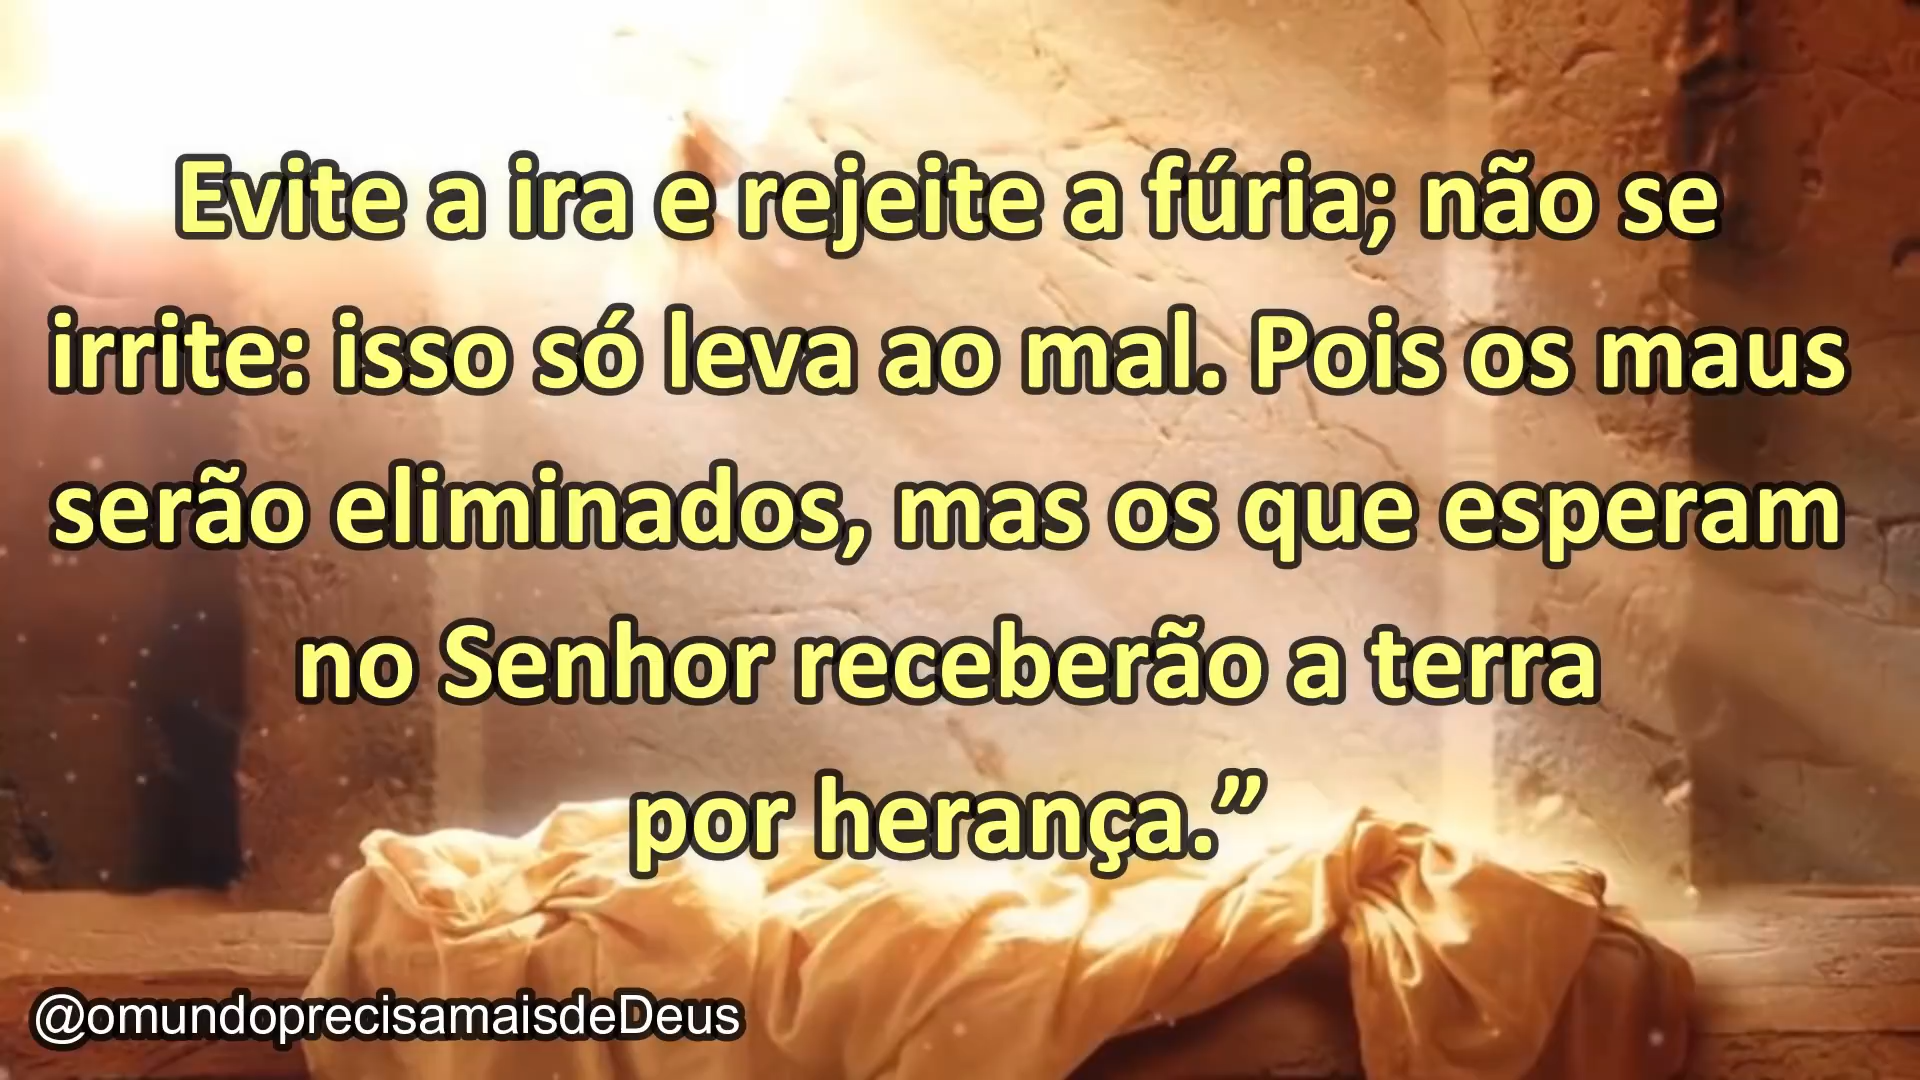 Evite a ira e rejeite a fúria; não se
irrite: isso só leva ao mal. Pois os maus
serão eliminados, mas os que esperam
no Senhor receberão a terra
por herança.”
@omundoprecisamaisdeDeus